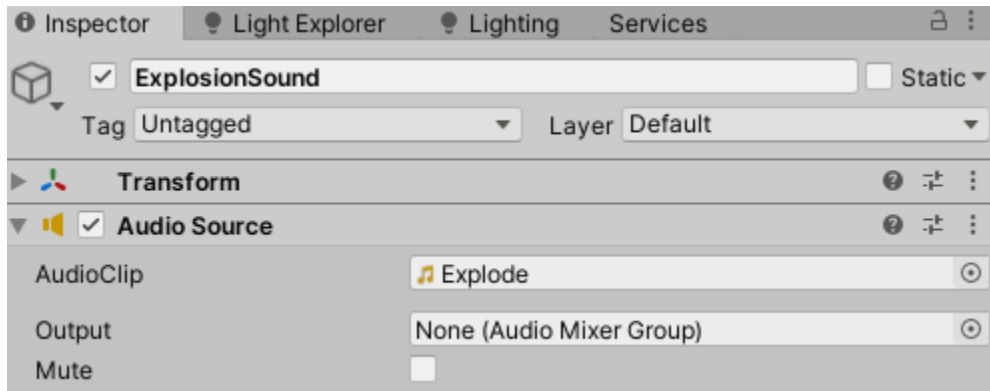 Inspector Light Explorer Lighting Services
ExplosionSound Static
Tag Untagged Layer Default
Transform
Audio Source
AudioClip Explode
Output None (Audio Mixer Group)
Mute